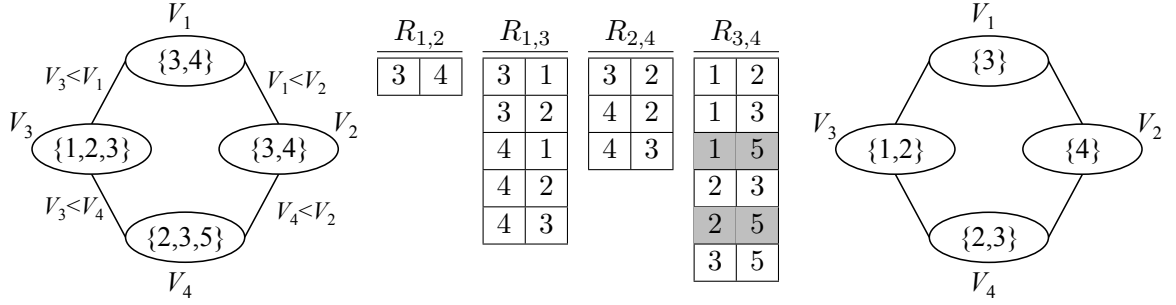 V₁
{3,4}
V₃<V₁
V₁<V₂
V₃
V₂
{1,2,3}
{3,4}
V₃<V₄
V₄<V₂
{2,3,5}
V₄
R₁,₂
3 4
R₁,₃
3 1
3 2
4 1
4 2
4 3
R₂,₄
3 2
4 2
4 3
R₃,₄
1 2
1 3
1 5
2 3
2 5
3 5
V₁
{3}
V₃
V₂
{1,2}
{4}
{2,3}
V₄